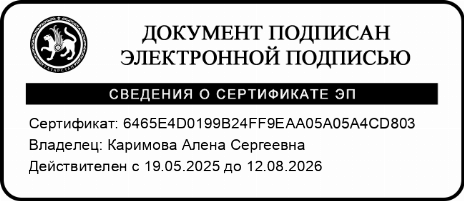 ДОКУМЕНТ ПОДПИСАН
ЭЛЕКТРОННОЙ ПОДПИСЬЮ
СВЕДЕНИЯ О СЕРТИФИКАТЕ ЭП
Сертификат: 6465E4D0199B24FF9EAA05A05A4CD803
Владелец: Каримова Алена Сергеевна
Действителен с 19.05.2025 до 12.08.2026